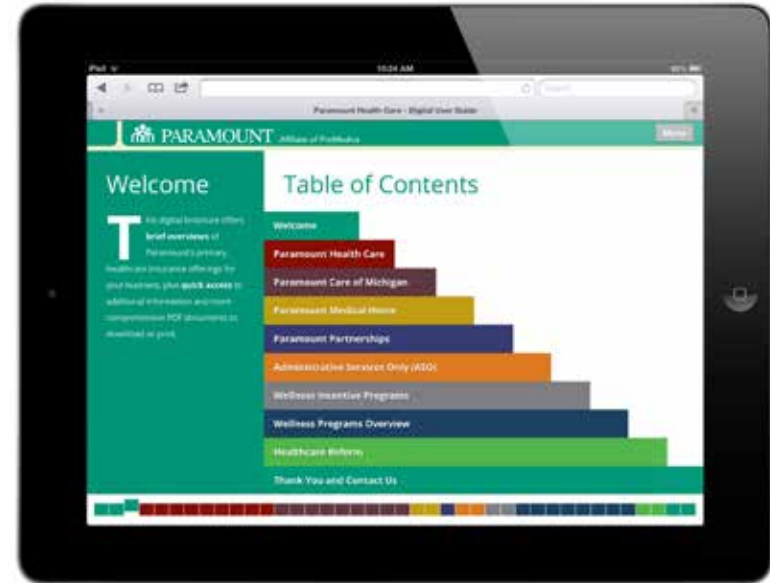 iPad
10:24 AM
Paramount Health Care - Digital User Guide
PARAMOUNT Affiliate of ProMedica
Menu
Welcome
This digital brochure offers
brief overviews of
Paramount's primary
healthcare insurance offerings for
your business, plus quick access to
additional information and more
comprehensive PDF documents to
download or print.
Table of Contents
Welcome
Paramount Health Care
Paramount Care of Michigan
Paramount Medical Home
Paramount Partnerships
Administrative Services Only (ASO)
Wellness Incentive Programs
Wellness Programs Overview
Healthcare Reform
Thank You and Contact Us